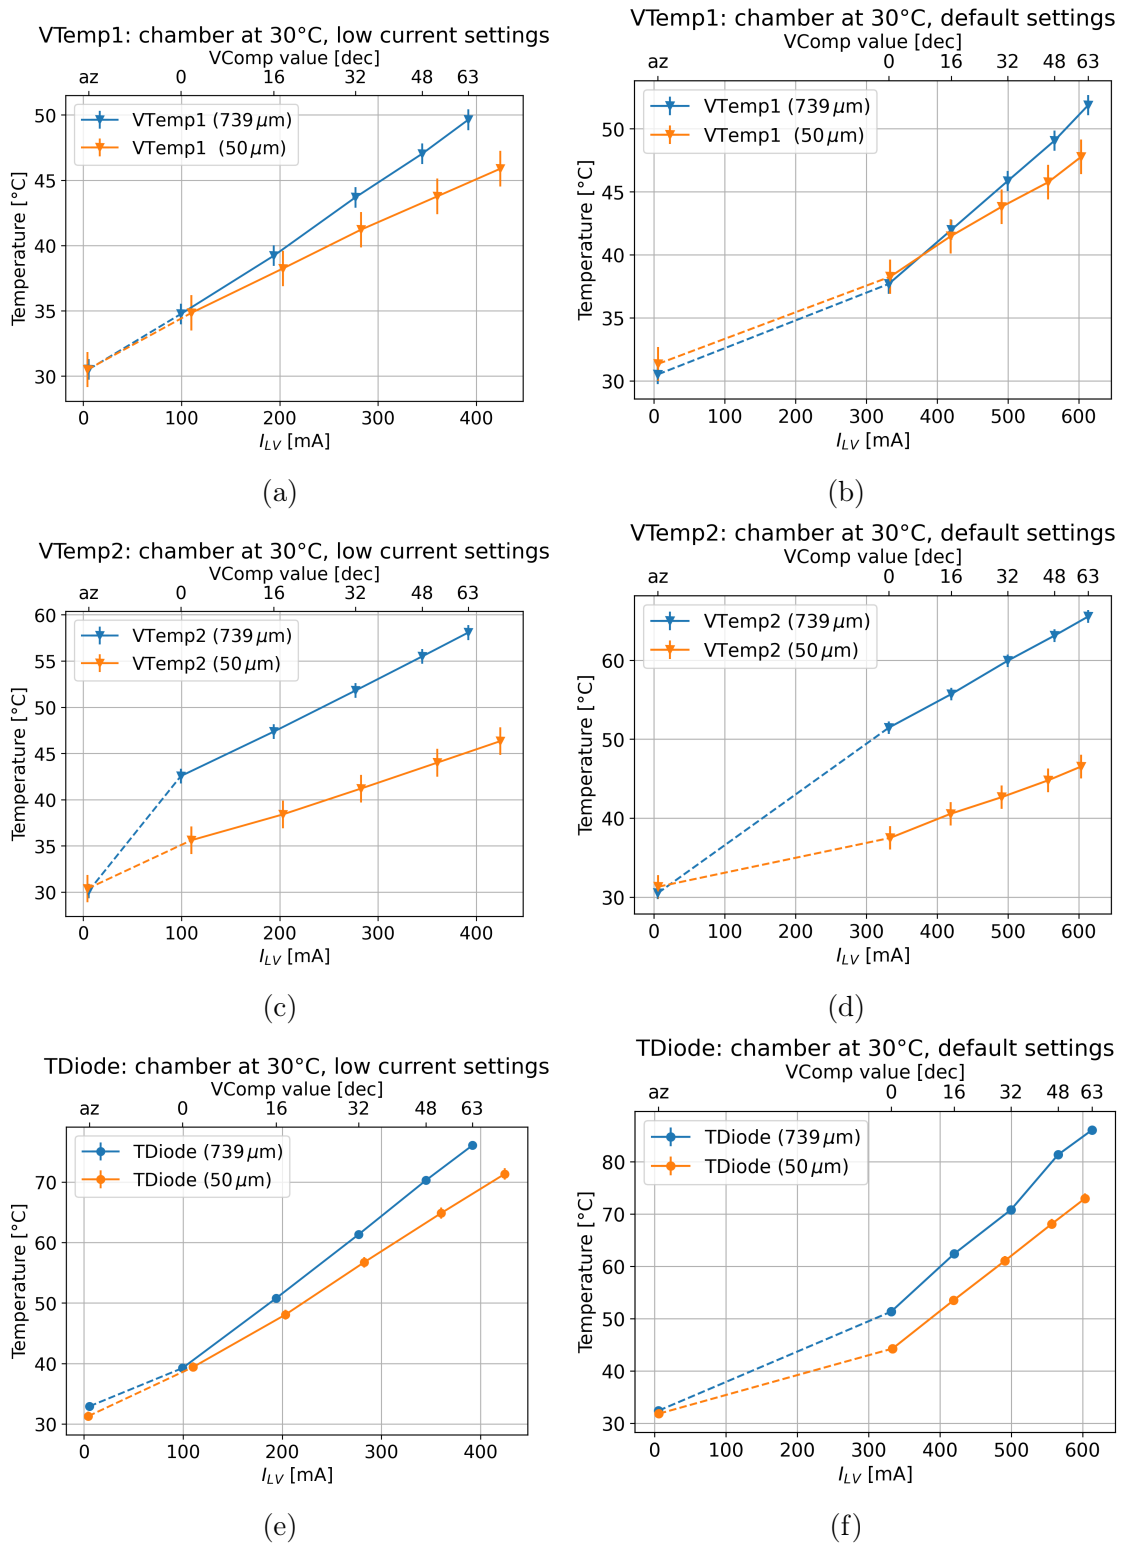 VTemp1: chamber at 30°C, low current settings
VComp value [dec]
az 0 16 32 48 63
VTemp1 (739 μm)
VTemp1 (50 μm)
50
45
40
35
30
Temperature [°C]
0 100 200 300 400
I_LV [mA]
(a)
VTemp1: chamber at 30°C, default settings
VComp value [dec]
az 0 16 32 48 63
VTemp1 (739 μm)
VTemp1 (50 μm)
50
45
40
35
30
Temperature [°C]
0 100 200 300 400 500 600
I_LV [mA]
(b)
VTemp2: chamber at 30°C, low current settings
VComp value [dec]
az 0 16 32 48 63
VTemp2 (739 μm)
VTemp2 (50 μm)
60
55
50
45
40
35
30
Temperature [°C]
0 100 200 300 400
I_LV [mA]
(c)
VTemp2: chamber at 30°C, default settings
VComp value [dec]
az 0 16 32 48 63
VTemp2 (739 μm)
VTemp2 (50 μm)
60
50
40
30
Temperature [°C]
0 100 200 300 400 500 600
I_LV [mA]
(d)
TDiode: chamber at 30°C, low current settings
VComp value [dec]
az 0 16 32 48 63
TDiode (739 μm)
TDiode (50 μm)
70
60
50
40
30
Temperature [°C]
0 100 200 300 400
I_LV [mA]
(e)
TDiode: chamber at 30°C, default settings
VComp value [dec]
az 0 16 32 48 63
TDiode (739 μm)
TDiode (50 μm)
80
70
60
50
40
30
Temperature [°C]
0 100 200 300 400 500 600
I_LV [mA]
(f)